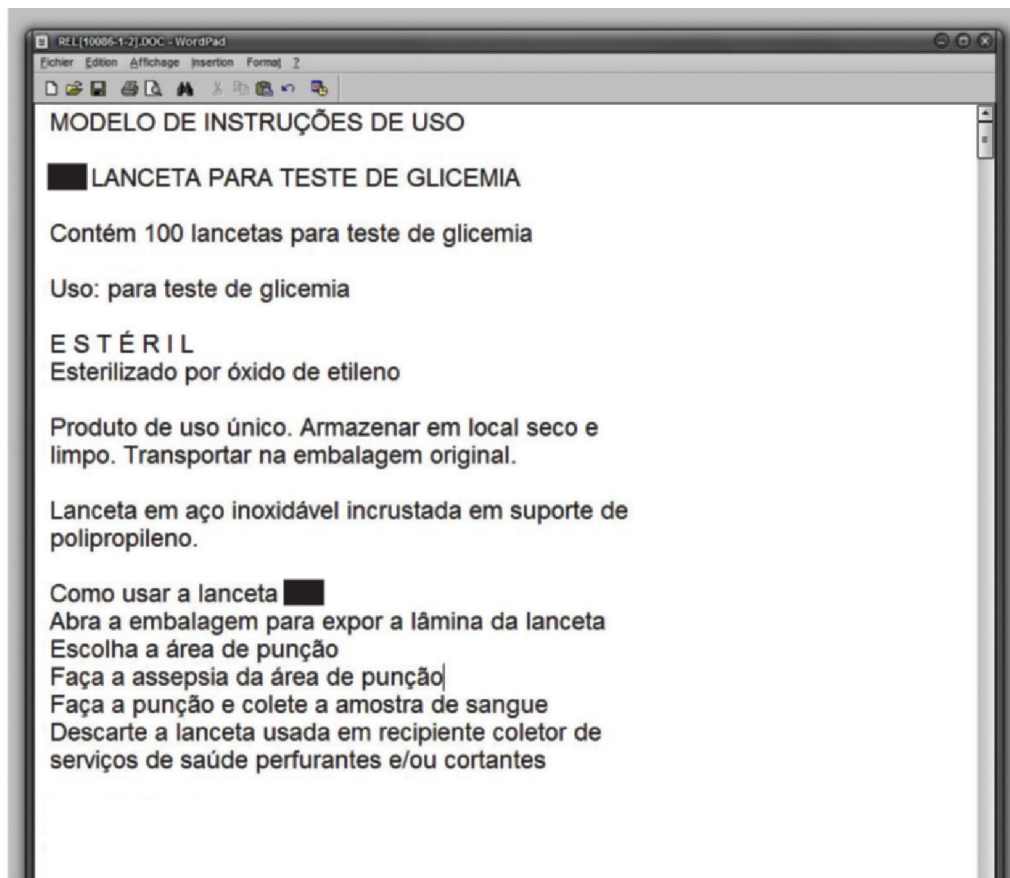 REL[10086-1-2].DOC - WordPad
Fichier Edition Affichage Insertion Format ?
MODELO DE INSTRUÇÕES DE USO
LANCETA PARA TESTE DE GLICEMIA
Contém 100 lancetas para teste de glicemia
Uso: para teste de glicemia
E S T É R I L
Esterilizado por óxido de etileno
Produto de uso único. Armazenar em local seco e
limpo. Transportar na embalagem original.
Lanceta em aço inoxidável incrustada em suporte de
polipropileno.
Como usar a lanceta
Abra a embalagem para expor a lâmina da lanceta
Escolha a área de punção
Faça a assepsia da área de punção
Faça a punção e colete a amostra de sangue
Descarte a lanceta usada em recipiente coletor de
serviços de saúde perfurantes e/ou cortantes